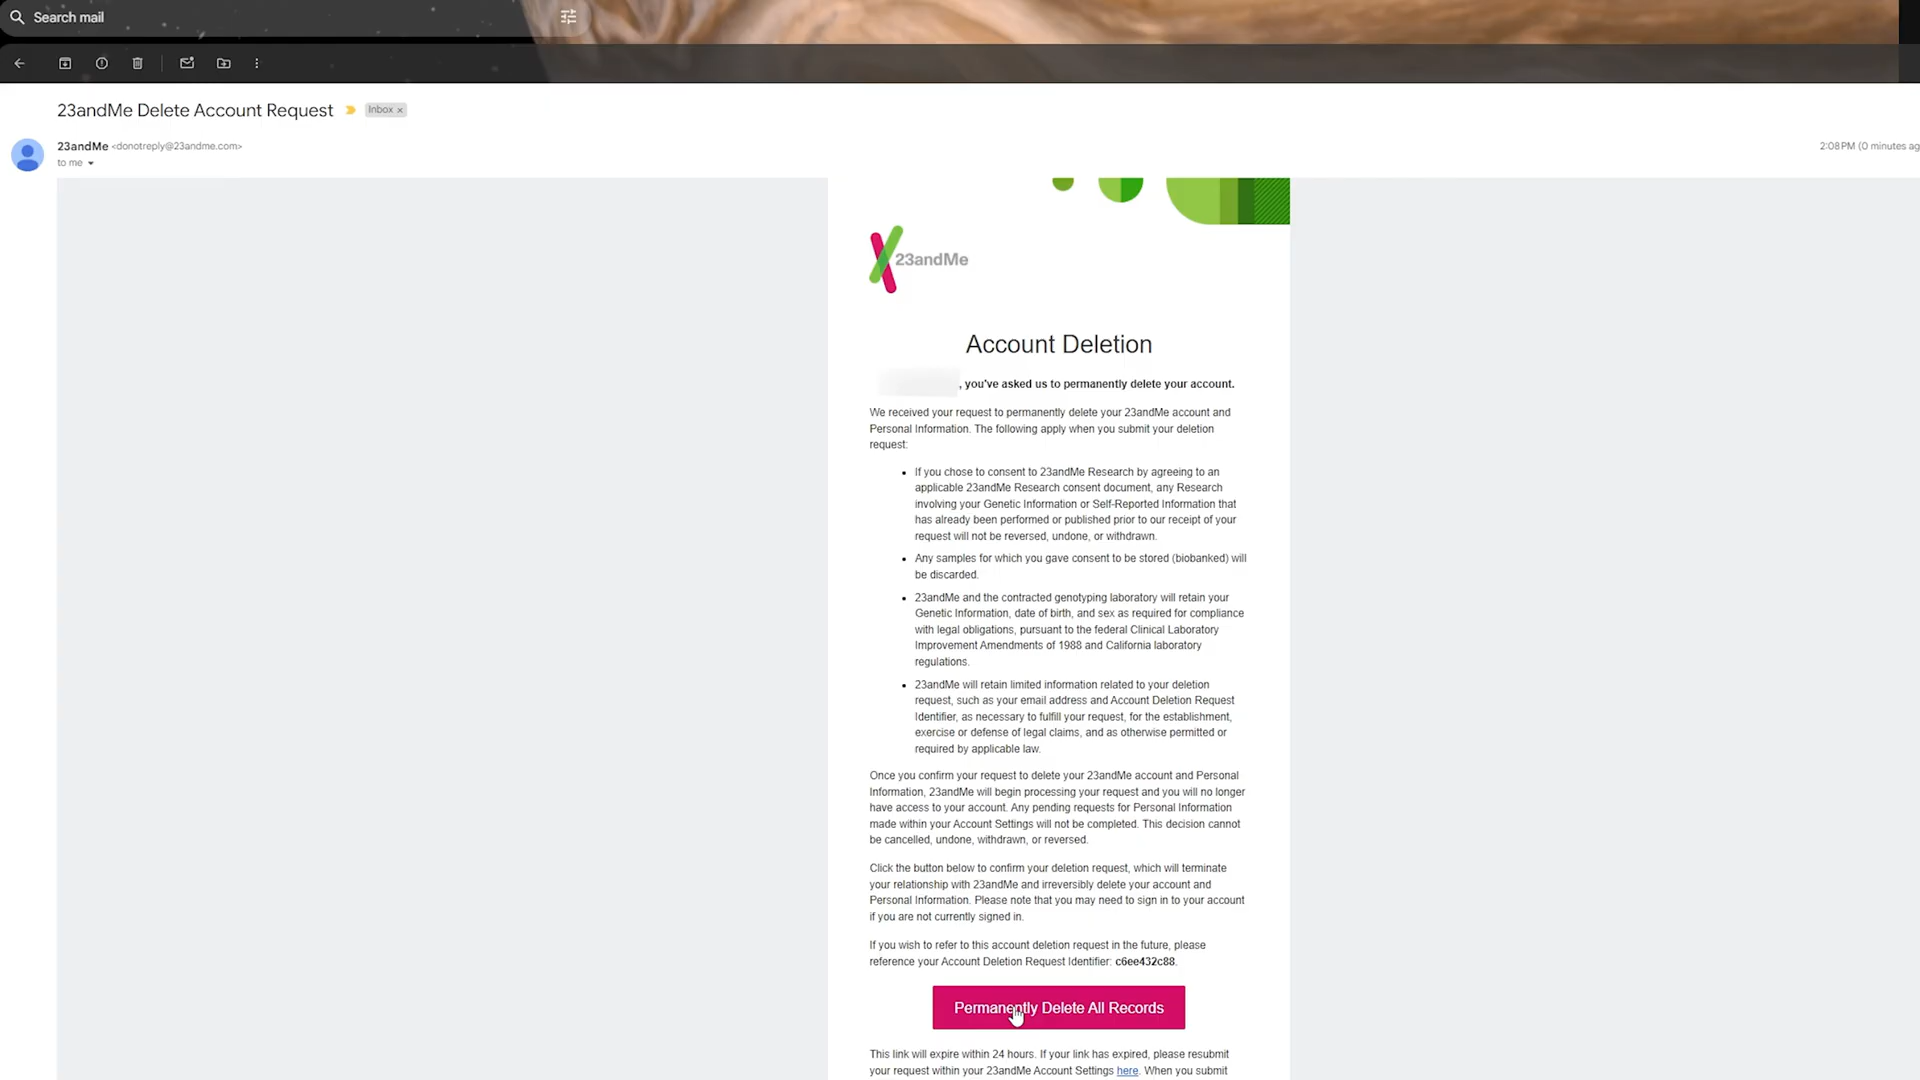 Search mail
23andMe Delete Account Request
Inbox ×
23andMe <donotreply@23andme.com>
2:08 PM (0 minutes ag
to me
23andMe
Account Deletion
, you've asked us to permanently delete your account.
We received your request to permanently delete your 23andMe account and
Personal Information. The following apply when you submit your deletion
request:
• If you chose to consent to 23andMe Research by agreeing to an
applicable 23andMe Research consent document, any Research
involving your Genetic Information or Self-Reported Information that
has already been performed or published prior to our receipt of your
request will not be reversed, undone, or withdrawn.
• Any samples for which you gave consent to be stored (biobanked) will
be discarded.
• 23andMe and the contracted genotyping laboratory will retain your
Genetic Information, date of birth, and sex as required for compliance
with legal obligations, pursuant to the federal Clinical Laboratory
Improvement Amendments of 1988 and California laboratory
regulations.
• 23andMe will retain limited information related to your deletion
request, such as your email address and Account Deletion Request
Identifier, as necessary to fulfill your request, for the establishment,
exercise or defense of legal claims, and as otherwise permitted or
required by applicable law.
Once you confirm your request to delete your 23andMe account and Personal
Information, 23andMe will begin processing your request and you will no longer
have access to your account. Any pending requests for Personal Information
made within your Account Settings will not be completed. This decision cannot
be cancelled, undone, withdrawn, or reversed.
Click the button below to confirm your deletion request, which will terminate
your relationship with 23andMe and irreversibly delete your account and
Personal Information. Please note that you may need to sign in to your account
if you are not currently signed in.
If you wish to refer to this account deletion request in the future, please
reference your Account Deletion Request Identifier: c6ee432c88.
Permanently Delete All Records
This link will expire within 24 hours. If your link has expired, please resubmit
your request within your 23andMe Account Settings here. When you submit